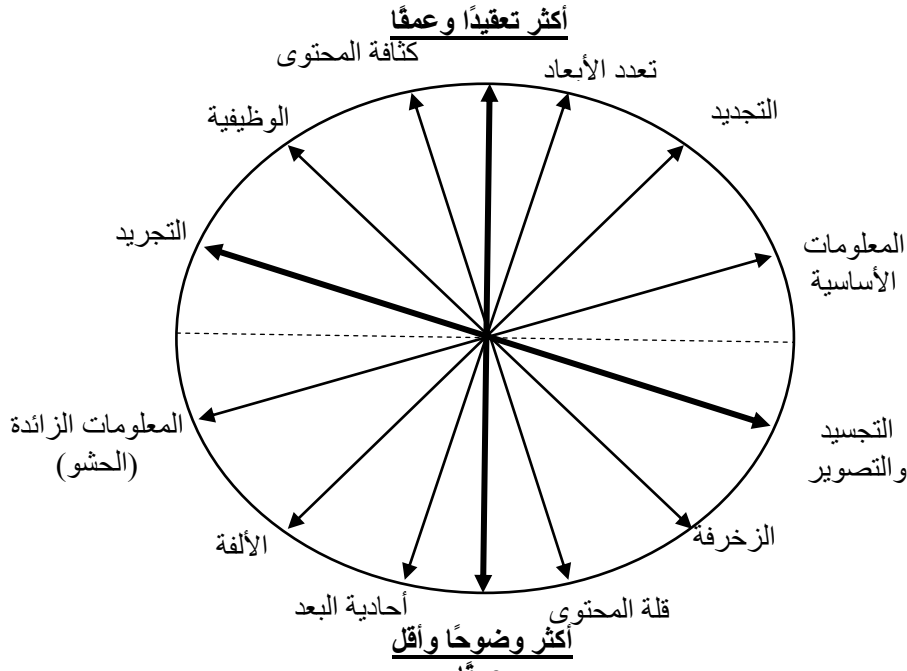 أكثر تعقيدًا وعمقًا
كثافة المحتوى
تعدد الأبعاد
الوظيفية
التجديد
التجريد
المعلومات
الأساسية
المعلومات الزائدة
(الحشو)
التجسيد
والتصوير
الألفة
الزخرفة
أحادية البعد
قلة المحتوى
أكثر وضوحًا وأقل